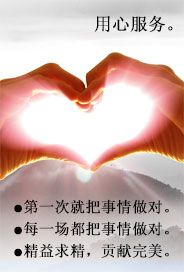 用心服务。
●第一次就把事情做对。
●每一场都把事情做对。
●精益求精，贡献完美。